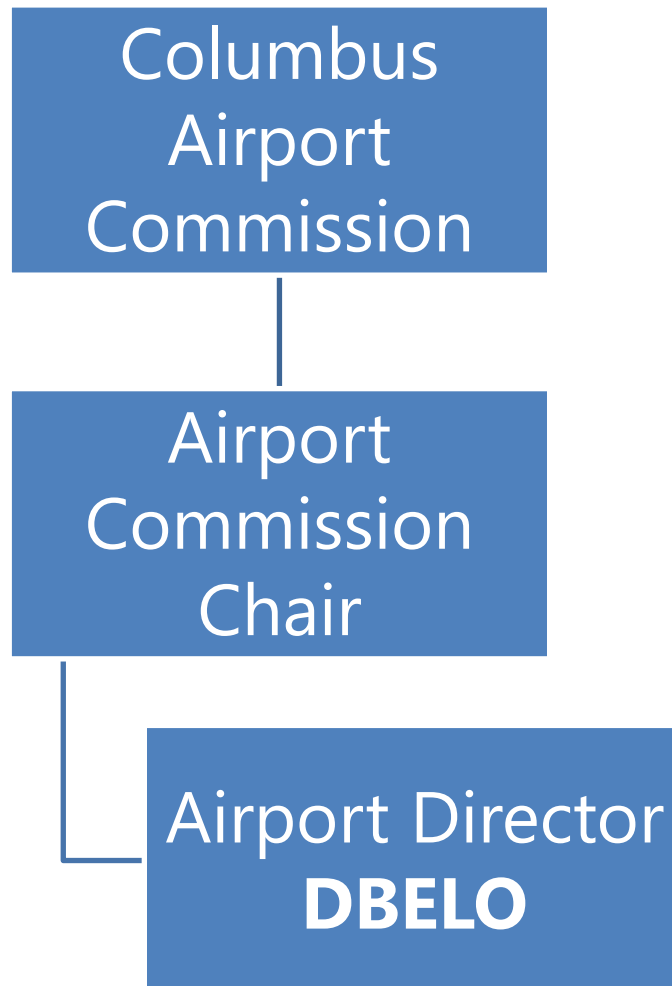 Columbus
Airport
Commission
Airport
Commission
Chair
Airport Director
DBELO